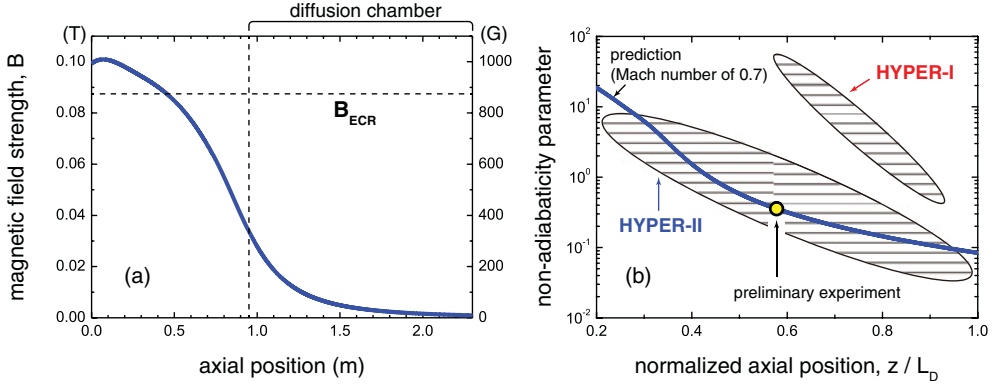 diffusion chamber
(T)
(G)
magnetic field strength, B
0.10
0.08
0.06
0.04
0.02
0.00
1000
800
600
400
200
0
B_ECR
(a)
0.0
0.5
1.0
1.5
2.0
axial position (m)
non-adiabaticity parameter
10^2
10^1
10^0
10^-1
10^-2
prediction
(Mach number of 0.7)
HYPER-I
HYPER-II
(b)
preliminary experiment
0.2
0.4
0.6
0.8
1.0
normalized axial position, z / L_D